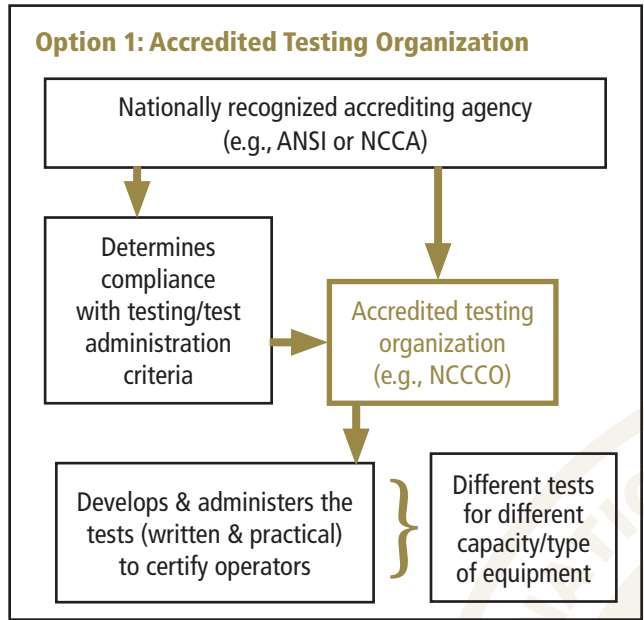 Option 1: Accredited Testing Organization
Nationally recognized accrediting agency
(e.g., ANSI or NCCA)
Determines
compliance
with testing/test
administration
criteria
Accredited testing
organization
(e.g., NCCCO)
Develops & administers the
tests (written & practical)
to certify operators
}
Different tests
for different
capacity/type
of equipment